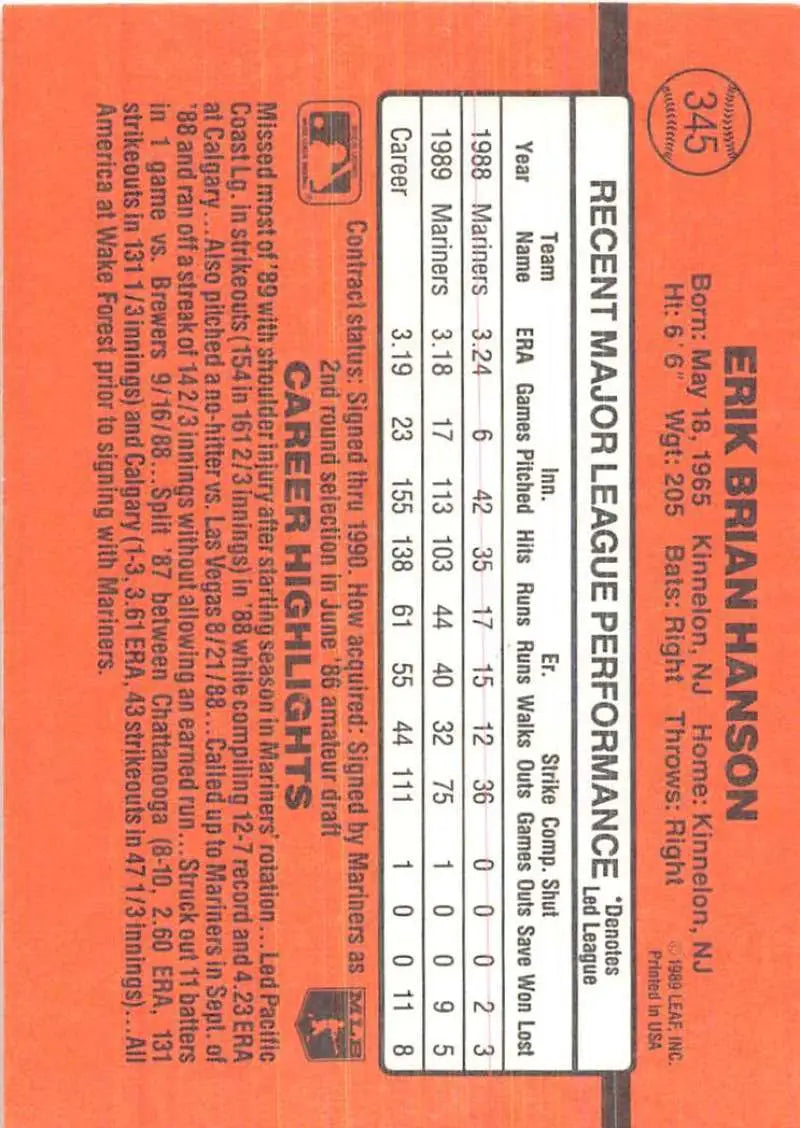 345
ERIK BRIAN HANSON
Born: May 18, 1965 Kinnelon, NJ Home: Kinnelon, NJ
Ht: 6' 6" Wgt: 205 Bats: Right Throws: Right
© 1989 LEAF, INC.
Printed in USA
RECENT MAJOR LEAGUE PERFORMANCE *Denotes
Led League
Team Inn. Er. Strike Comp. Shut
Year Name ERA Games Pitched Hits Runs Runs Walks Outs Games Outs Save Won Lost
1988 Mariners 3.24 6 42 35 17 15 12 36 0 0 0 2 3
1989 Mariners 3.18 17 113 103 44 40 32 75 1 0 0 9 5
Career 3.19 23 155 138 61 55 44 111 1 0 0 11 8
Contract status: Signed thru 1990. How acquired: Signed by Mariners as
2nd round selection in June '86 amateur draft
MLB
CAREER HIGHLIGHTS
Missed most of '89 with shoulder injury after starting season in Mariners' rotation... Led Pacific
Coast Lg. in strikeouts (154 in 161 2/3 innings) in '88 while compiling 12-7 record and 4.23 ERA
at Calgary... Also pitched a no-hitter vs. Las Vegas 8/21/88... Called up to Mariners in Sept. of
'88 and ran off a streak of 14 2/3 innings without allowing an earned run... Struck out 11 batters
in 1 game vs. Brewers 9/16/88... Split '87 between Chattanooga (8-10, 2.60 ERA, 131
strikeouts in 131 1/3 innings) and Calgary (1-3, 3.61 ERA, 43 strikeouts in 47 1/3 innings)... All
America at Wake Forest prior to signing with Mariners.